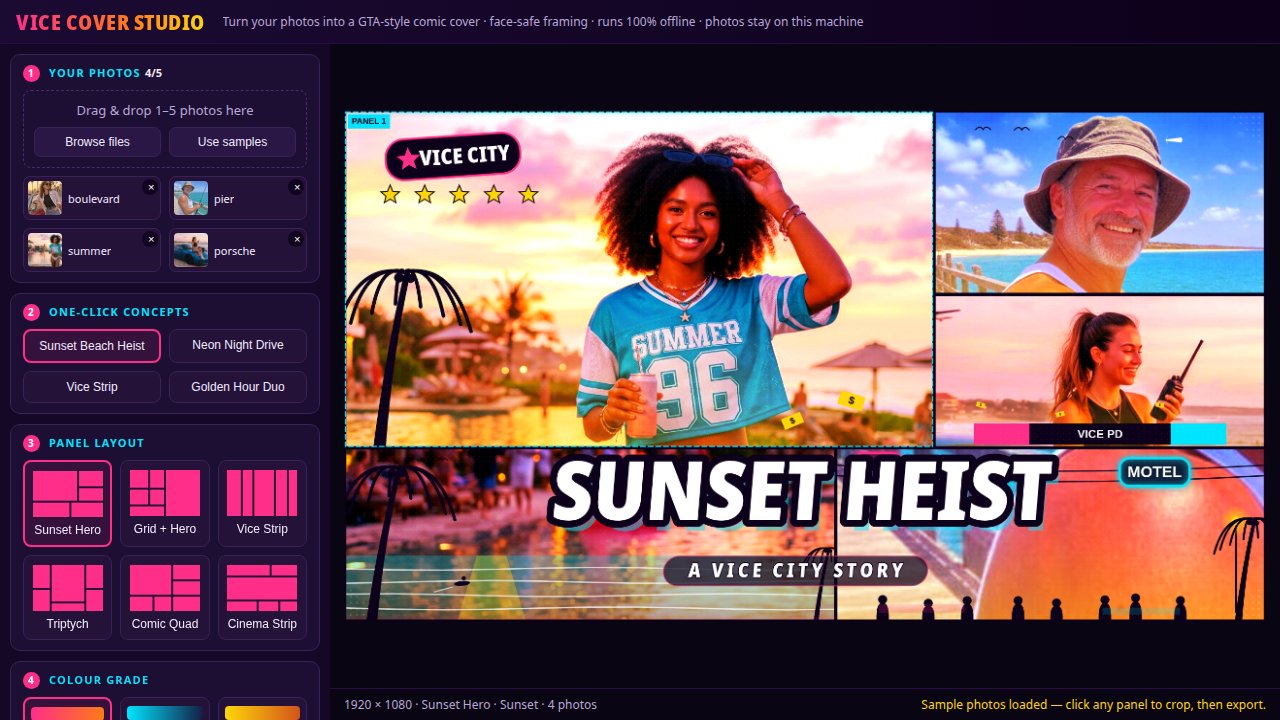 VICE COVER STUDIO
Turn your photos into a GTA-style comic cover · face-safe framing · runs 100% offline · photos stay on this machine
1 YOUR PHOTOS 4/5
Drag & drop 1–5 photos here
Browse files
Use samples
boulevard ×
pier ×
summer ×
porsche ×
2 ONE-CLICK CONCEPTS
Sunset Beach Heist
Neon Night Drive
Vice Strip
Golden Hour Duo
3 PANEL LAYOUT
Sunset Hero
Grid + Hero
Vice Strip
Triptych
Comic Quad
Cinema Strip
4 COLOUR GRADE
PANEL 1
VICE CITY
SUMMER
96
$
$
VICE PD
SUNSET HEIST
MOTEL
A VICE CITY STORY
1920 × 1080 · Sunset Hero · Sunset · 4 photos
Sample photos loaded — click any panel to crop, then export.